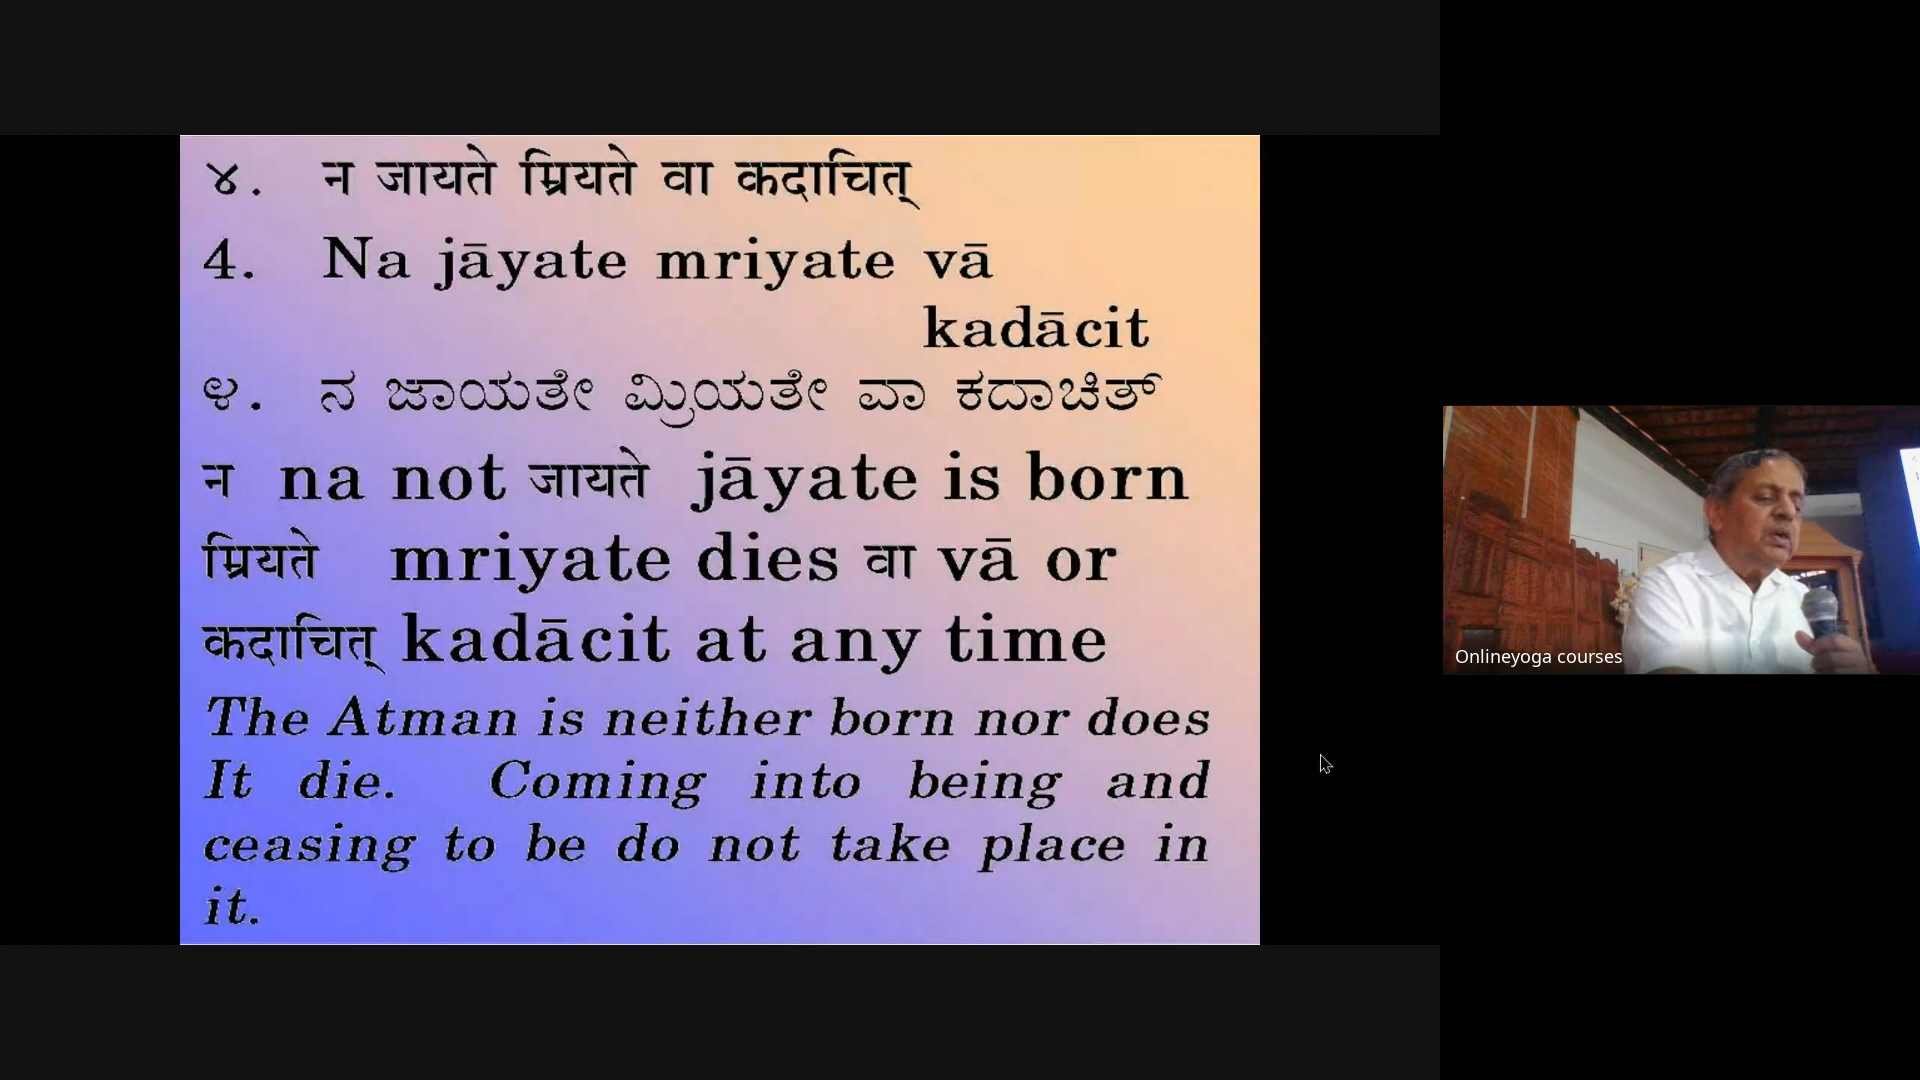 ४. न जायते म्रियते वा कदाचित्
4. Na jāyate mriyate vā
kadācit
೪. ನ ಜಾಯತೇ ಮ್ರಿಯತೇ ವಾ ಕದಾಚಿತ್
न na not जायते jāyate is born
म्रियते mriyate dies वा vā or
कदाचित् kadācit at any time
The Atman is neither born nor does
It die. Coming into being and
ceasing to be do not take place in
it.
Onlineyoga courses